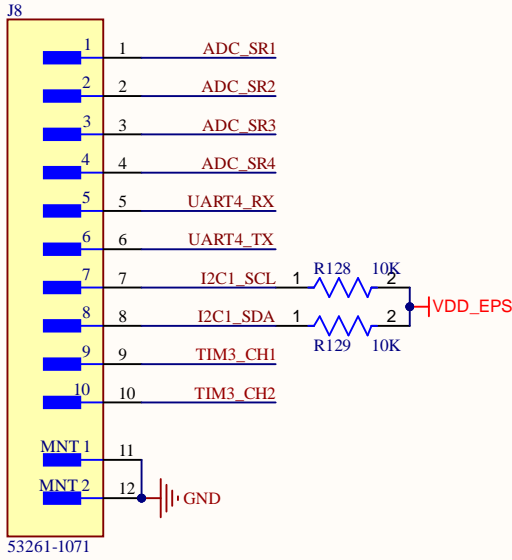 J8
1 1 ADC_SR1
2 2 ADC_SR2
3 3 ADC_SR3
4 4 ADC_SR4
5 5 UART4_RX
6 6 UART4_TX
7 7 I2C1_SCL 1 R128 10K 2
VDD_EPS
8 8 I2C1_SDA 1 2
R129 10K
9 9 TIM3_CH1
10 10 TIM3_CH2
MNT 1 11
MNT 2 12 GND
53261-1071